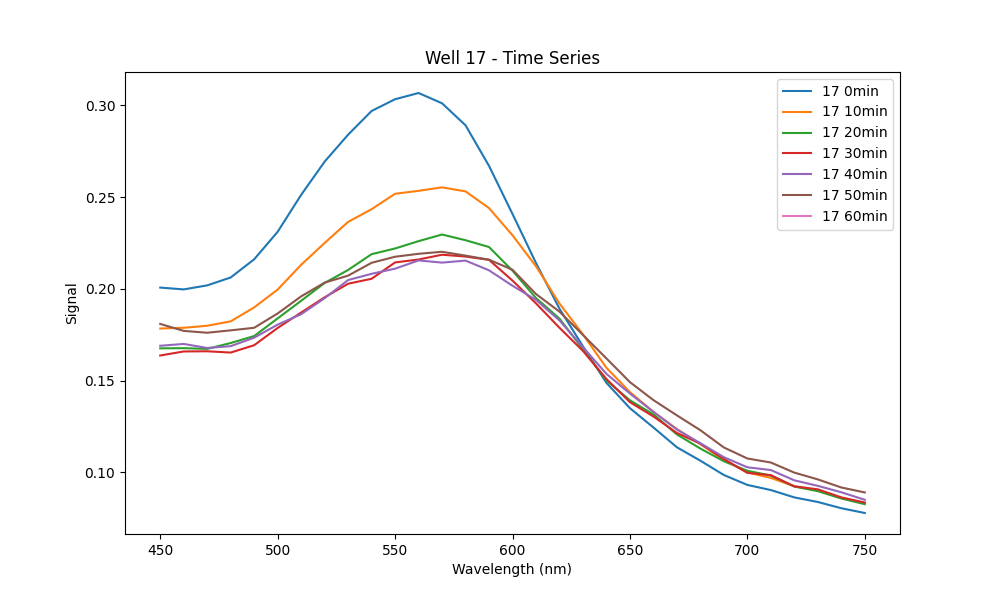 Well 17 - Time Series
17 0min
17 10min
17 20min
17 30min
17 40min
17 50min
17 60min
Signal
0.30
0.25
0.20
0.15
0.10
450 500 550 600 650 700 750
Wavelength (nm)